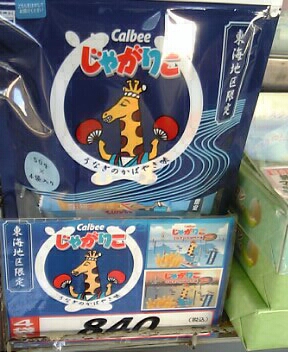 Calbee
じゃがりこ
東海地区限定
うなぎのかばやき味
Calbee
じゃがりこ
東海地区限定
うなぎのかばやき味
840
(税込)